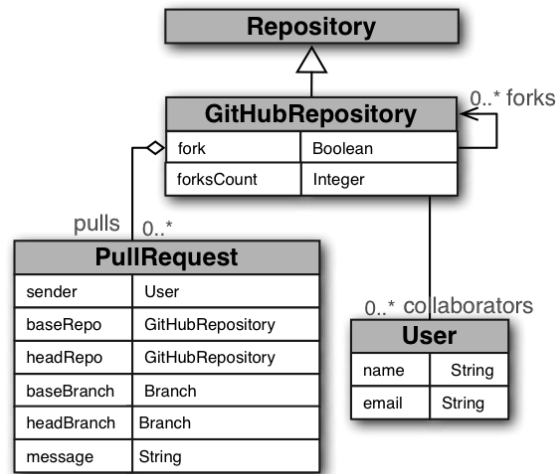 Repository
0..* forks
GitHubRepository
fork Boolean
forksCount Integer
pulls 0..*
PullRequest
sender User
baseRepo GitHubRepository
headRepo GitHubRepository
baseBranch Branch
headBranch Branch
message String
0..* collaborators
User
name String
email String